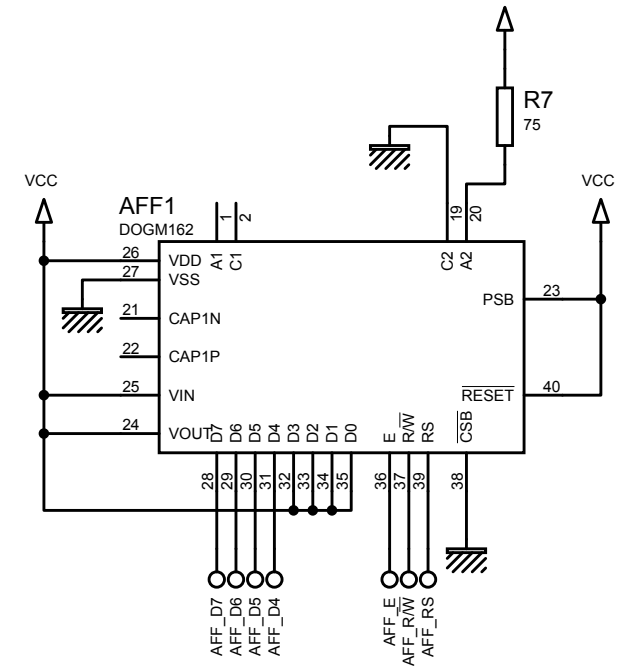 R7
75
VCC
VCC
AFF1
DOGM162
1
2
19
20
A1
C1
C2
A2
26
VDD
27
VSS
21
CAP1N
22
CAP1P
25
VIN
24
VOUT
PSB
23
RESET
40
D7
D6
D5
D4
D3
D2
D1
D0
E
R/W
RS
CSB
28
29
30
31
32
33
34
35
36
37
39
38
AFF_D7
AFF_D6
AFF_D5
AFF_D4
AFF_E
AFF_R/W
AFF_RS